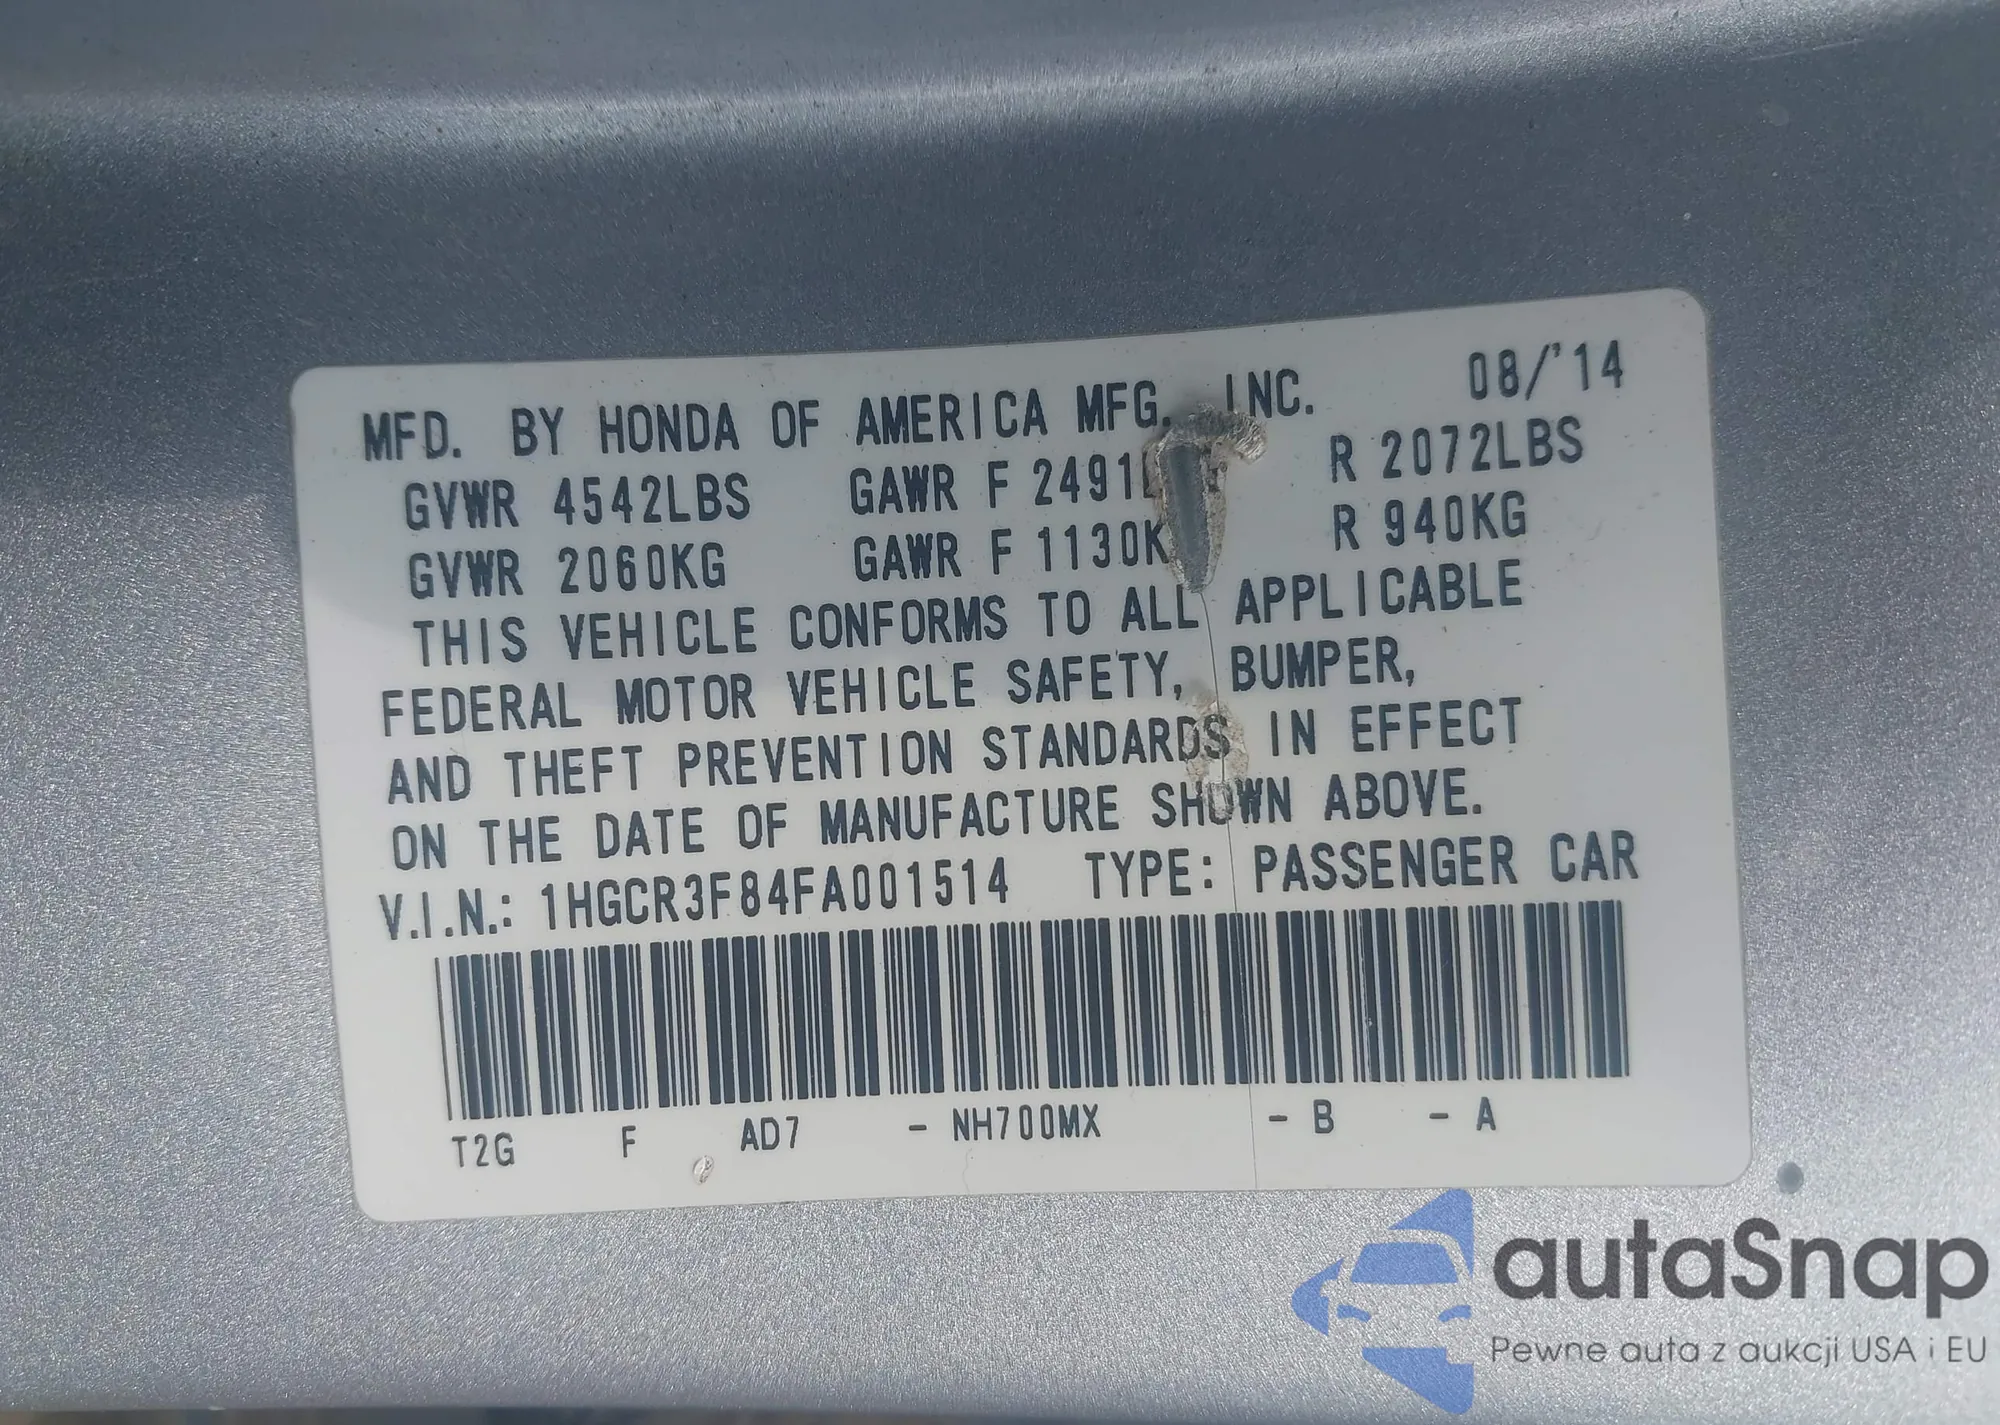 MFD. BY HONDA OF AMERICA MFG. INC. 08/'14
GVWR 4542LBS GAWR F 2491L R 2072LBS
GVWR 2060KG GAWR F 1130K R 940KG
THIS VEHICLE CONFORMS TO ALL APPLICABLE
FEDERAL MOTOR VEHICLE SAFETY, BUMPER,
AND THEFT PREVENTION STANDARDS IN EFFECT
ON THE DATE OF MANUFACTURE SHOWN ABOVE.
V.I.N.: 1HGCR3F84FA001514 TYPE: PASSENGER CAR
T2G F AD7 - NH700MX - B - A
autaSnap
Pewne auta z aukcji USA i EU